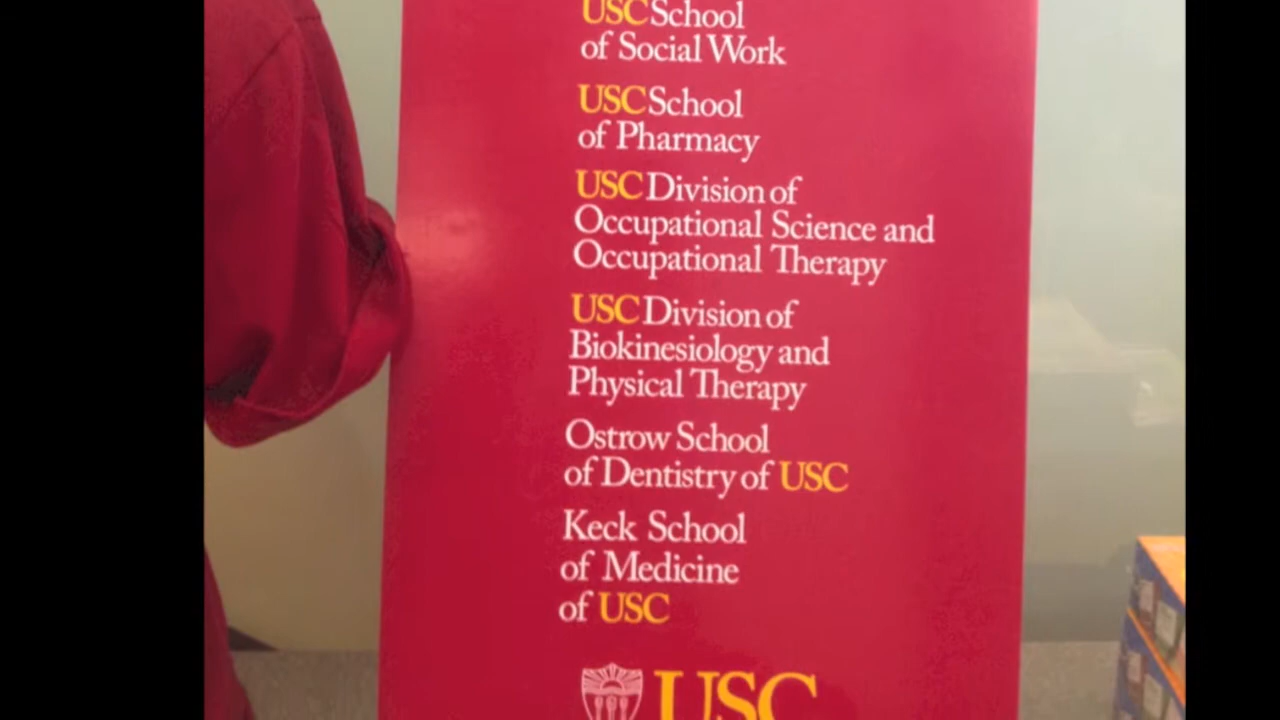 USC School
of Social Work
USC School
of Pharmacy
USC Division of
Occupational Science and
Occupational Therapy
USC Division of
Biokinesiology and
Physical Therapy
Ostrow School
of Dentistry of USC
Keck School
of Medicine
of USC
USC